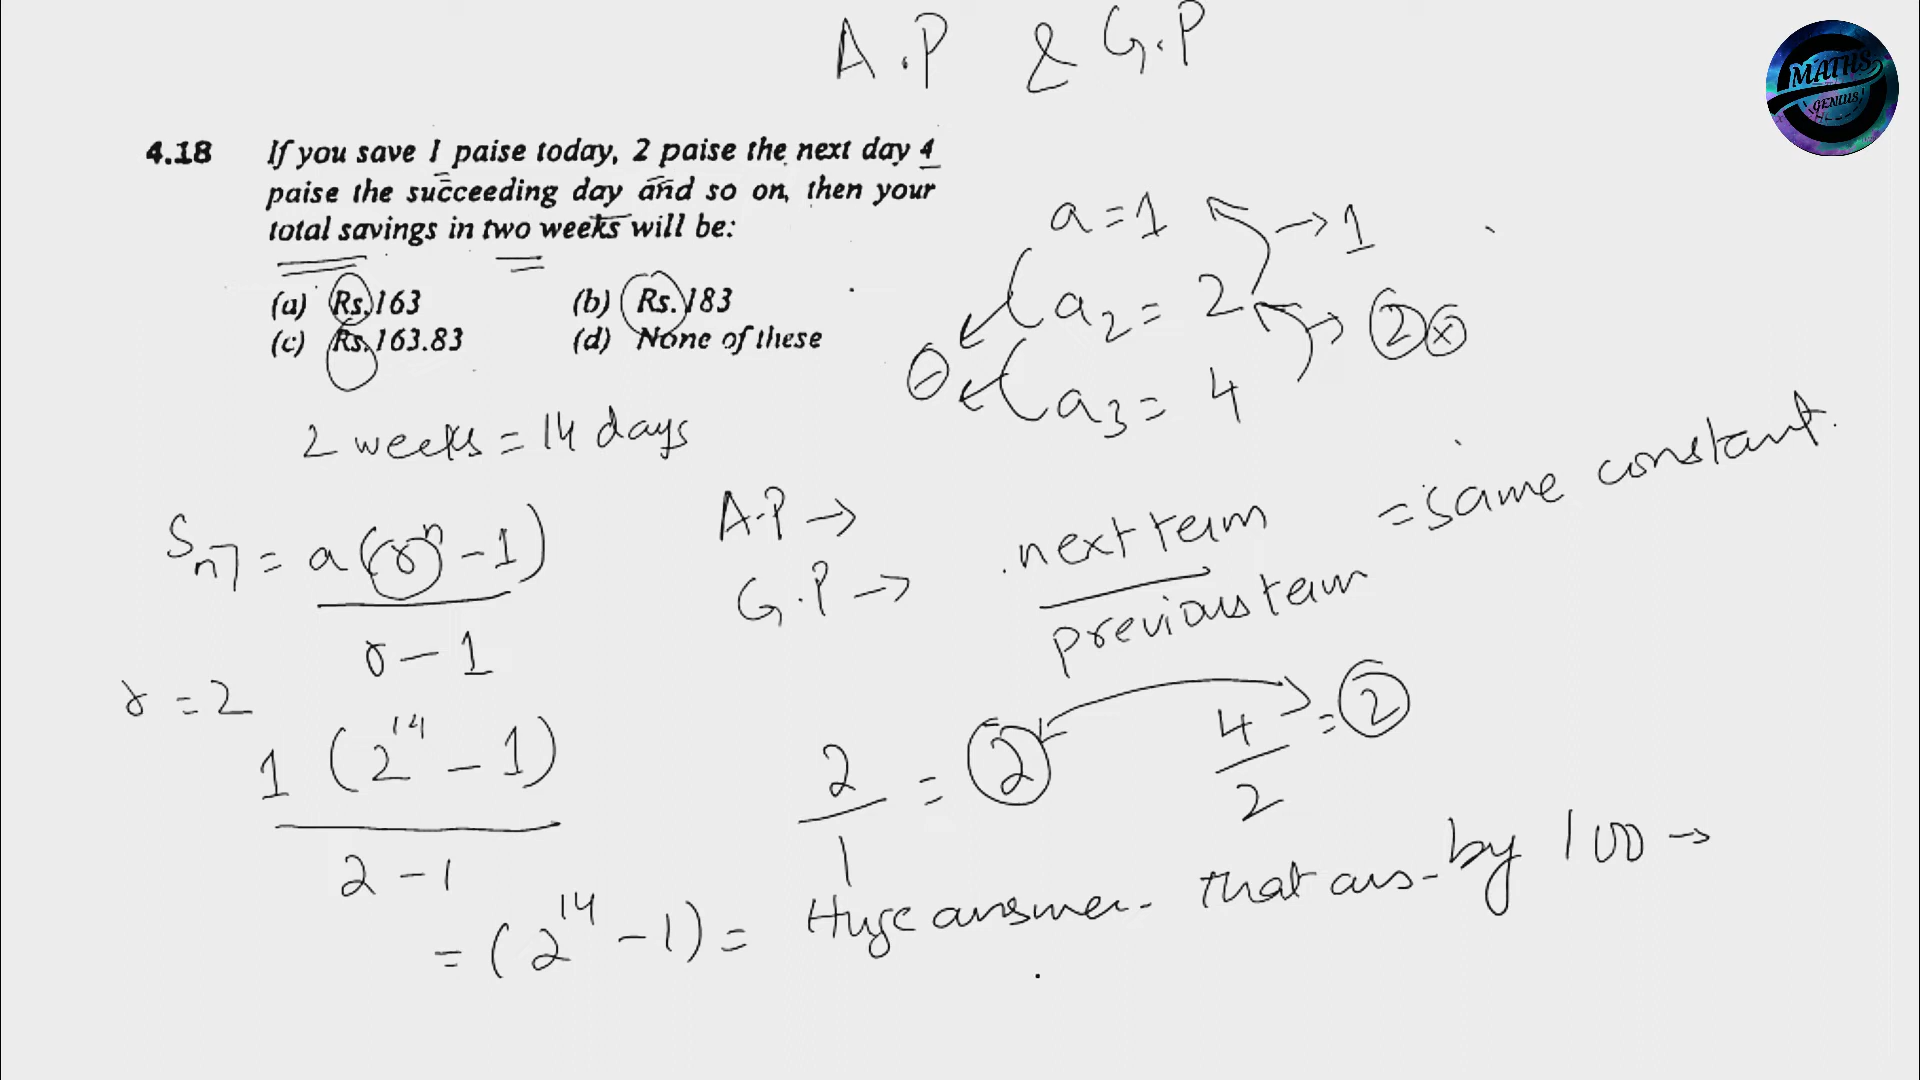 A.P & G.P
MATHS
GENIUS
4.18 If you save 1 paise today, 2 paise the next day 4
paise the succeeding day and so on, then your
total savings in two weeks will be:
(a) Rs.163 (b) Rs.183
(c) Rs.163.83 (d) None of these
a = 1 → 1
a2 = 2 → 2 ×
a3 = 4
2 weeks = 14 days
A.P →
G.P → next term = same constant.
previous term
Sn = a(r^n - 1)
r - 1
r = 2
1 (2^14 - 1)
2 - 1
2/1 = 2 4/2 = 2
= (2^14 - 1) = Huge answer. That ans. by 100 →